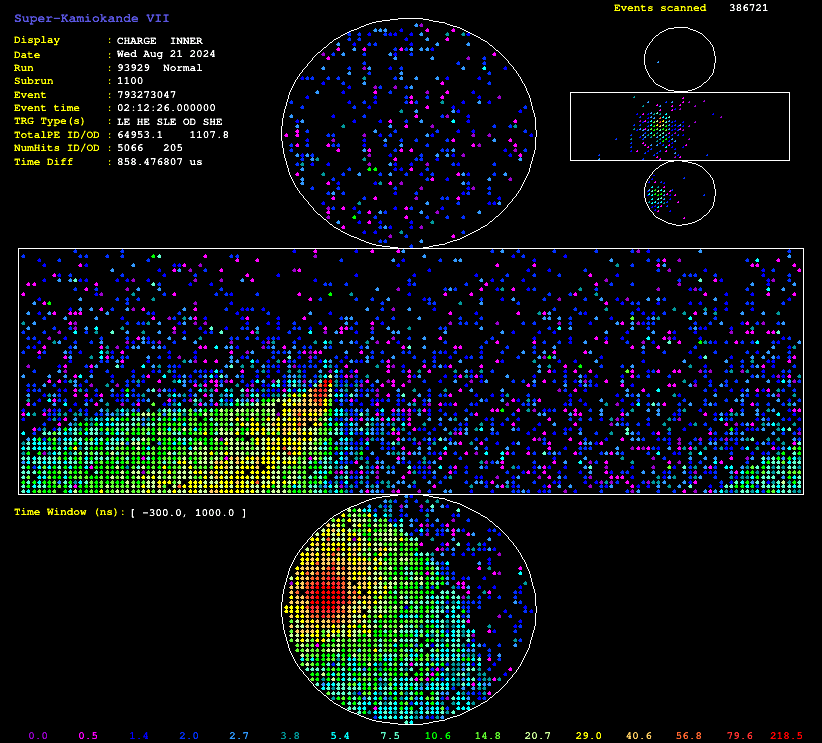 Super-Kamiokande VII
Events scanned 386721
Display : CHARGE INNER
Date : Wed Aug 21 2024
Run : 93929 Normal
Subrun : 1100
Event : 793273047
Event time : 02:12:26.000000
TRG Type(s) : LE HE SLE OD SHE
TotalPE ID/OD : 64953.1 1107.8
NumHits ID/OD : 5066 205
Time Diff : 858.476807 us
Time Window (ns): [ -300.0, 1000.0 ]
0.0 0.5 1.4 2.0 2.7 3.8 5.4 7.5 10.6 14.8 20.7 29.0 40.6 56.8 79.6 218.5